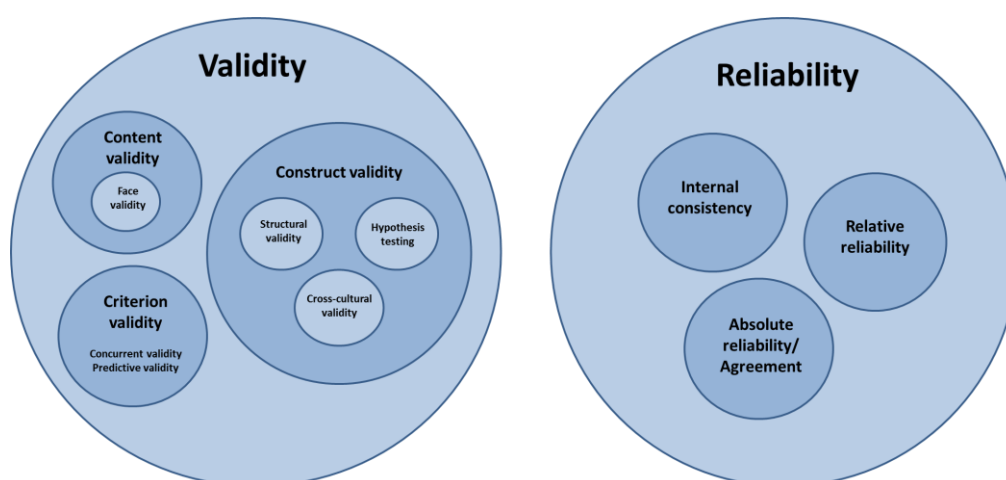 Validity
Content
validity
Face
validity
Construct validity
Structural
validity
Hypothesis
testing
Cross-cultural
validity
Criterion
validity
Concurrent validity
Predictive validity
Reliability
Internal
consistency
Relative
reliability
Absolute
reliability/
Agreement